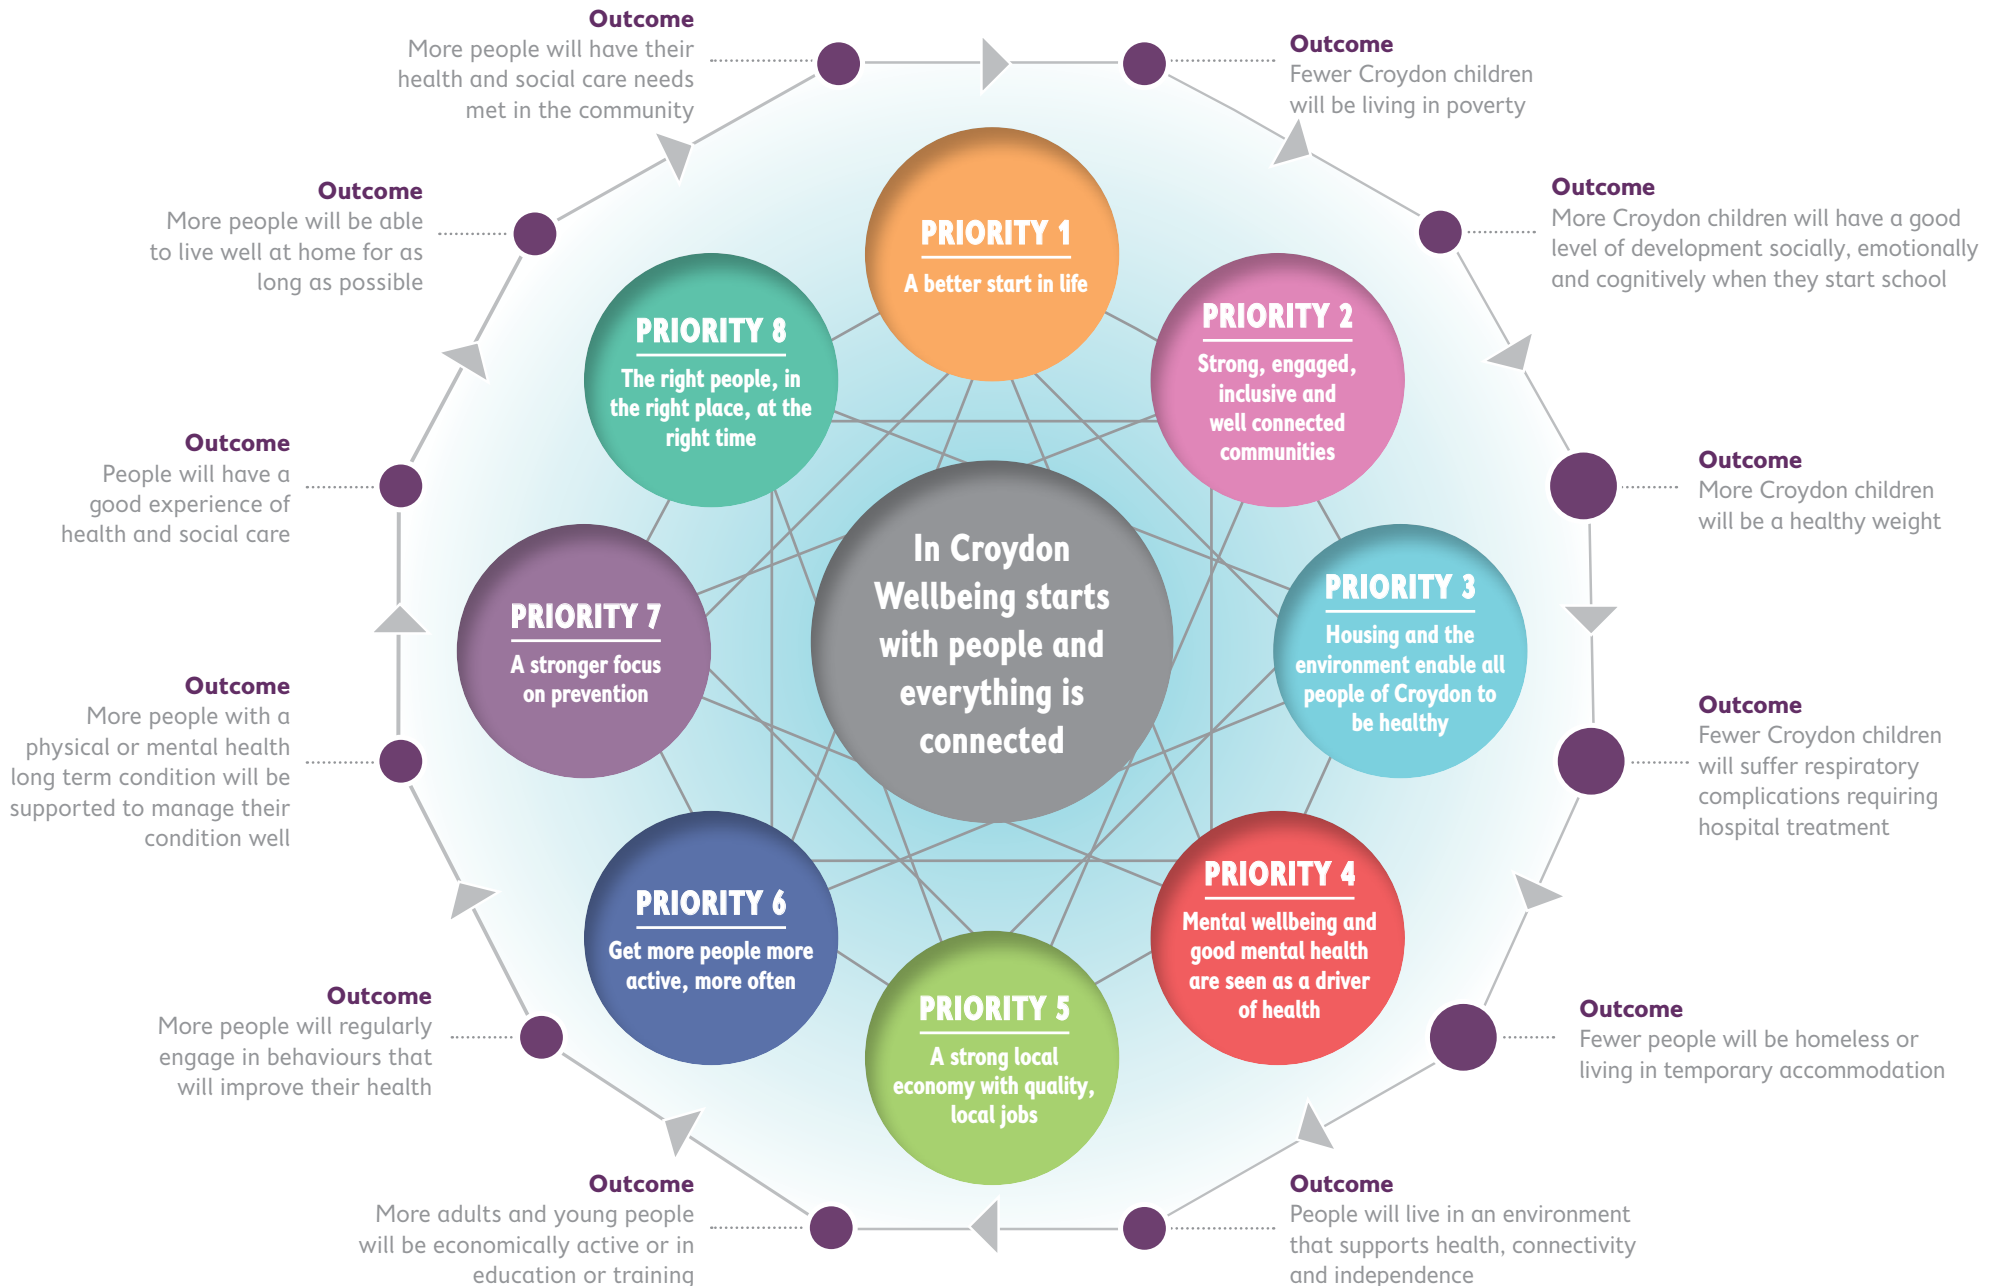 Outcome
More people will have their
health and social care needs
met in the community
Outcome
Fewer Croydon children
will be living in poverty
Outcome
More Croydon children will have a good
level of development socially, emotionally
and cognitively when they start school
Outcome
More Croydon children
will be a healthy weight
Outcome
Fewer Croydon children
will suffer respiratory
complications requiring
hospital treatment
Outcome
Fewer people will be homeless or
living in temporary accommodation
Outcome
People will live in an environment
that supports health, connectivity
and independence
Outcome
More adults and young people
will be economically active or in
education or training
Outcome
More people will regularly
engage in behaviours that
will improve their health
Outcome
More people with a
physical or mental health
long term condition will be
supported to manage their
condition well
Outcome
People will have a
good experience of
health and social care
Outcome
More people will be able
to live well at home for as
long as possible
PRIORITY 1
A better start in life
PRIORITY 2
Strong, engaged,
inclusive and
well connected
communities
PRIORITY 3
Housing and the
environment enable all
people of Croydon to
be healthy
PRIORITY 4
Mental wellbeing and
good mental health
are seen as a driver
of health
PRIORITY 5
A strong local
economy with quality,
local jobs
PRIORITY 6
Get more people more
active, more often
PRIORITY 7
A stronger focus
on prevention
PRIORITY 8
The right people, in
the right place, at the
right time
In Croydon
Wellbeing starts
with people and
everything is
connected